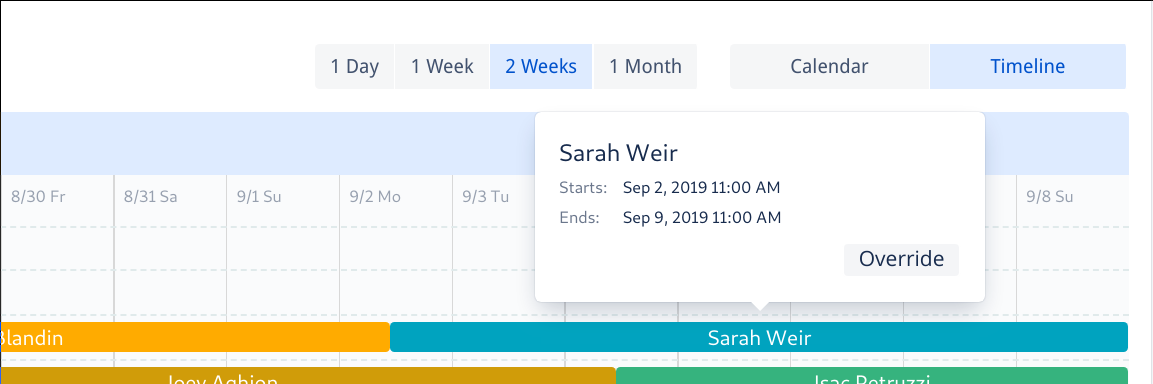 1 Day 1 Week 2 Weeks 1 Month Calendar Timeline
Sarah Weir
Starts: Sep 2, 2019 11:00 AM
Ends: Sep 9, 2019 11:00 AM
Override
8/30 Fr 8/31 Sa 9/1 Su 9/2 Mo 9/3 Tu 9/8 Su
Blandin Sarah Weir
Joey Aghion Isac Petruzzi